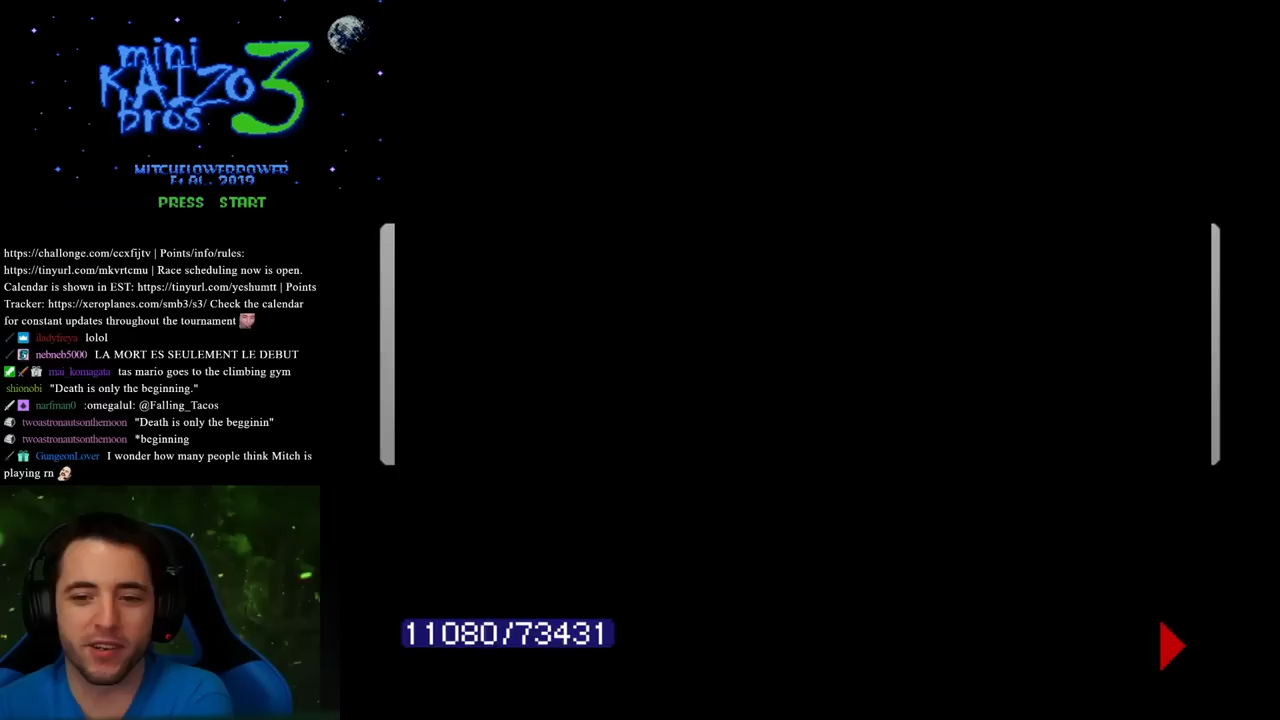 mini
KAIZO 3
bros
MITCHFLOWERPOWER
Et Al. 2019
PRESS START
https://challonge.com/ccxfijtv | Points/info/rules:
https://tinyurl.com/mkvrtcmu | Race scheduling now is open.
Calendar is shown in EST: https://tinyurl.com/yeshumtt | Points
Tracker: https://xeroplanes.com/smb3/s3/ Check the calendar
for constant updates throughout the tournament
iladyfreya lolol
nebneb5000 LA MORT ES SEULEMENT LE DEBUT
mai_komagata tas mario goes to the climbing gym
shionobi "Death is only the beginning."
narfman0 :omegalul: @Falling_Tacos
twoastronautsonthemoon "Death is only the begginin"
twoastronautsonthemoon *beginning
GungeonLover I wonder how many people think Mitch is
playing rn
11080/73431